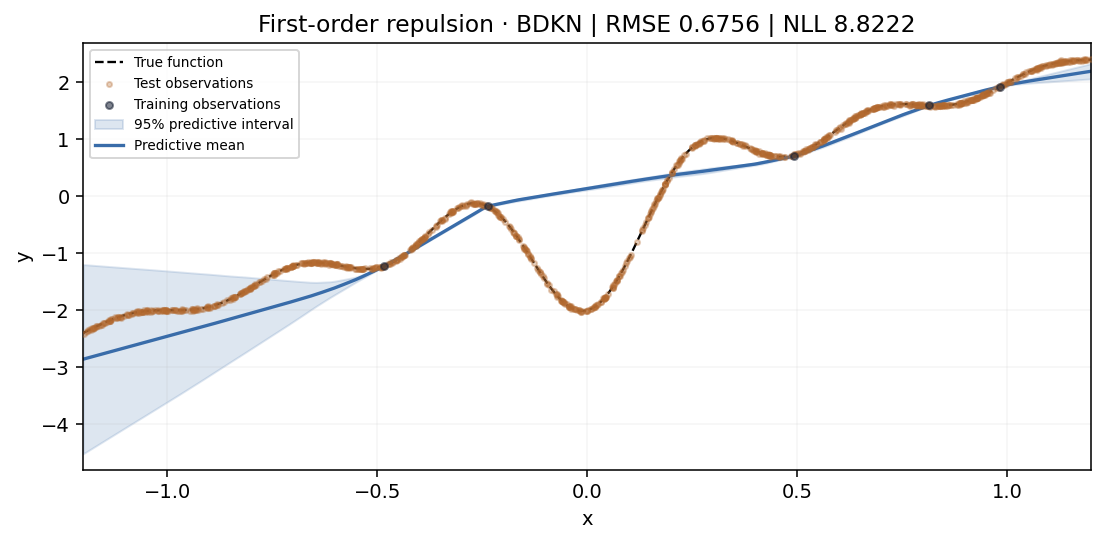 First-order repulsion · BDKN | RMSE 0.6756 | NLL 8.8222
True function
Test observations
Training observations
95% predictive interval
Predictive mean
y
2
1
0
−1
−2
−3
−4
−1.0 −0.5 0.0 0.5 1.0
x